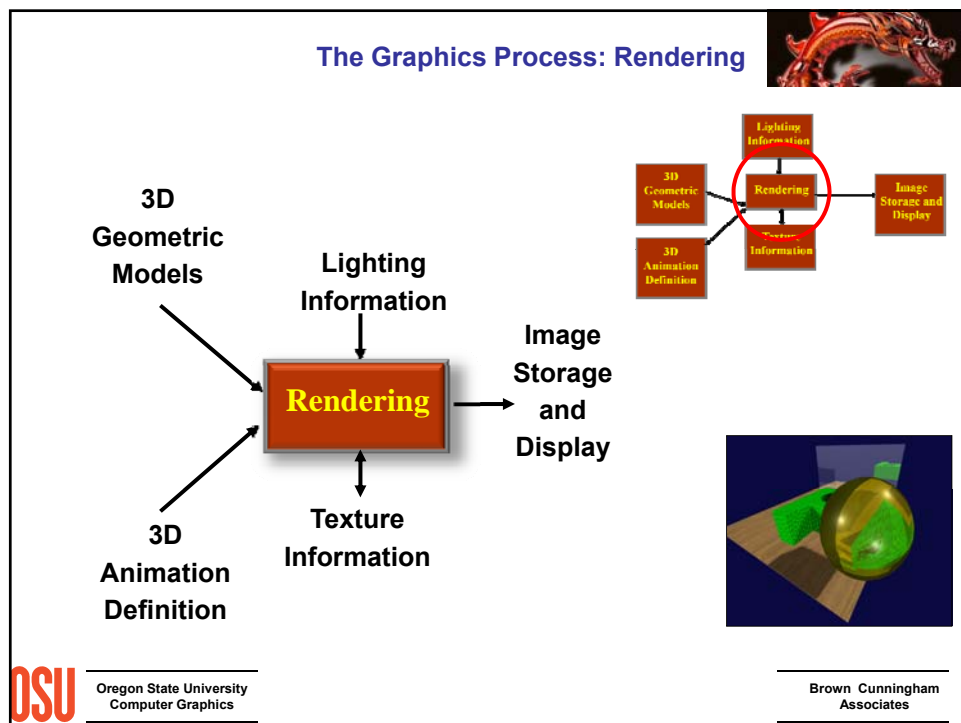 The Graphics Process: Rendering
Lighting
Information
3D
Geometric
Models
Rendering
Image
Storage and
Display
Texture
Information
3D
Animation
Definition
3D
Geometric
Models
Lighting
Information
Rendering
Image
Storage
and
Display
3D
Animation
Definition
Texture
Information
OSU
Oregon State University
Computer Graphics
Brown Cunningham
Associates